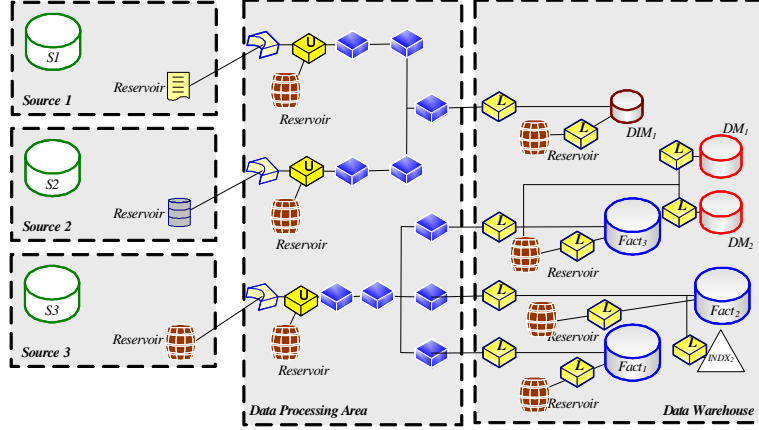 S1
Reservoir
Source 1
S2
Reservoir
Source 2
S3
Reservoir
Source 3
U
Reservoir
U
Reservoir
U
Reservoir
Data Processing Area
L
L
Reservoir
DIM1
L
DM1
L
DM2
L
L
Reservoir
Fact3
L
L
Reservoir
Fact2
L
INDX2
L
L
Reservoir
Fact1
Data Warehouse